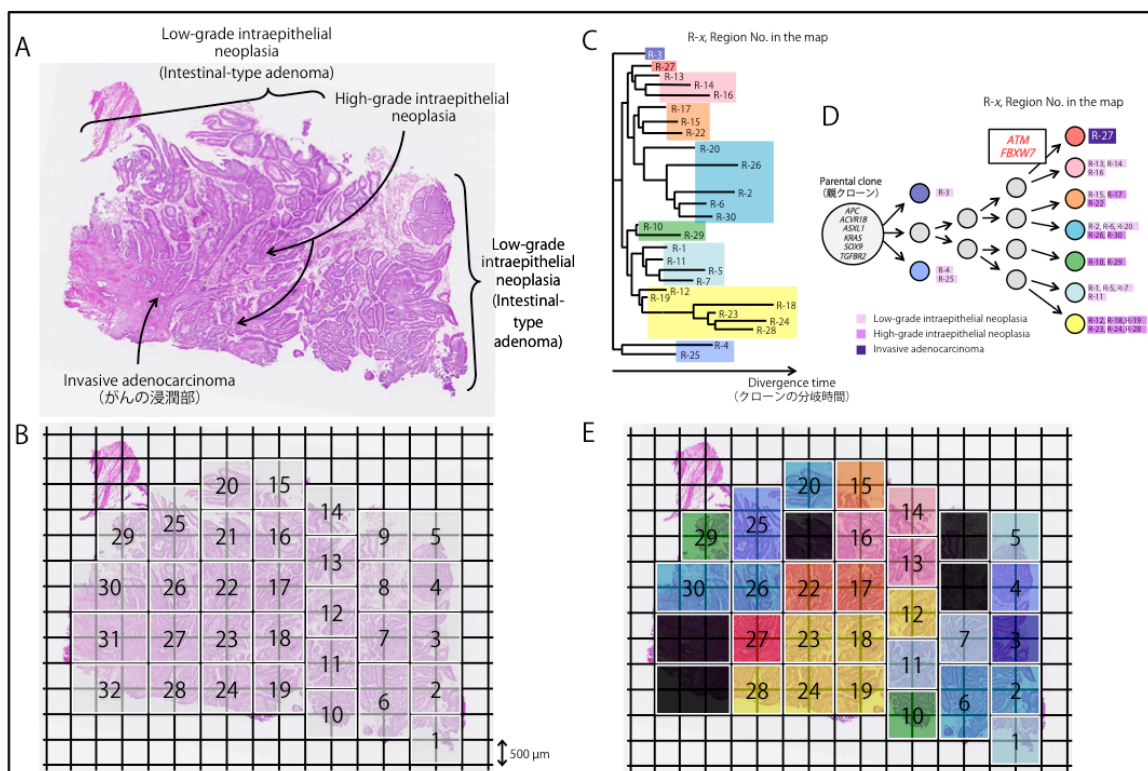 A
Low-grade intraepithelial
neoplasia
(Intestinal-type adenoma)
High-grade intraepithelial
neoplasia
Low-grade
intraepithelial
neoplasia
(Intestinal-
type
adenoma)
Invasive adenocarcinoma
(がんの浸潤部)
B
20
15
14
25
29
21
16
9
5
13
30
26
22
17
8
4
12
31
27
23
18
7
3
11
32
28
24
19
2
10
6
1
500 μm
C
R-x, Region No. in the map
R-3
R-27
R-13
R-14
R-16
R-17
R-15
R-22
R-20
R-26
R-2
R-6
R-30
R-10
R-29
R-1
R-11
R-5
R-7
R-12
R-19
R-18
R-23
R-24
R-28
R-4
R-25
Divergence time
(クローンの分岐時間)
D
R-x, Region No. in the map
ATM
FBXW7
R-27
R-13, R-14
R-16
Parental clone
(親クローン)
APC
ACVR1B
ASXL1
KRAS
SOX9
TGFBR2
R-3
R-15, R-17
R-22
R-2, R-6, R-20
R-26, R-30
R-4
R-25
R-10, R-29
R-1, R-5, R-7
R-11
R-12, R-18, R-19
R-23, R-24, R-28
Low-grade intraepithelial neoplasia
High-grade intraepithelial neoplasia
Invasive adenocarcinoma
E
20
15
14
25
29
16
5
13
30
26
22
17
4
12
27
23
18
7
3
11
28
24
19
2
10
6
1